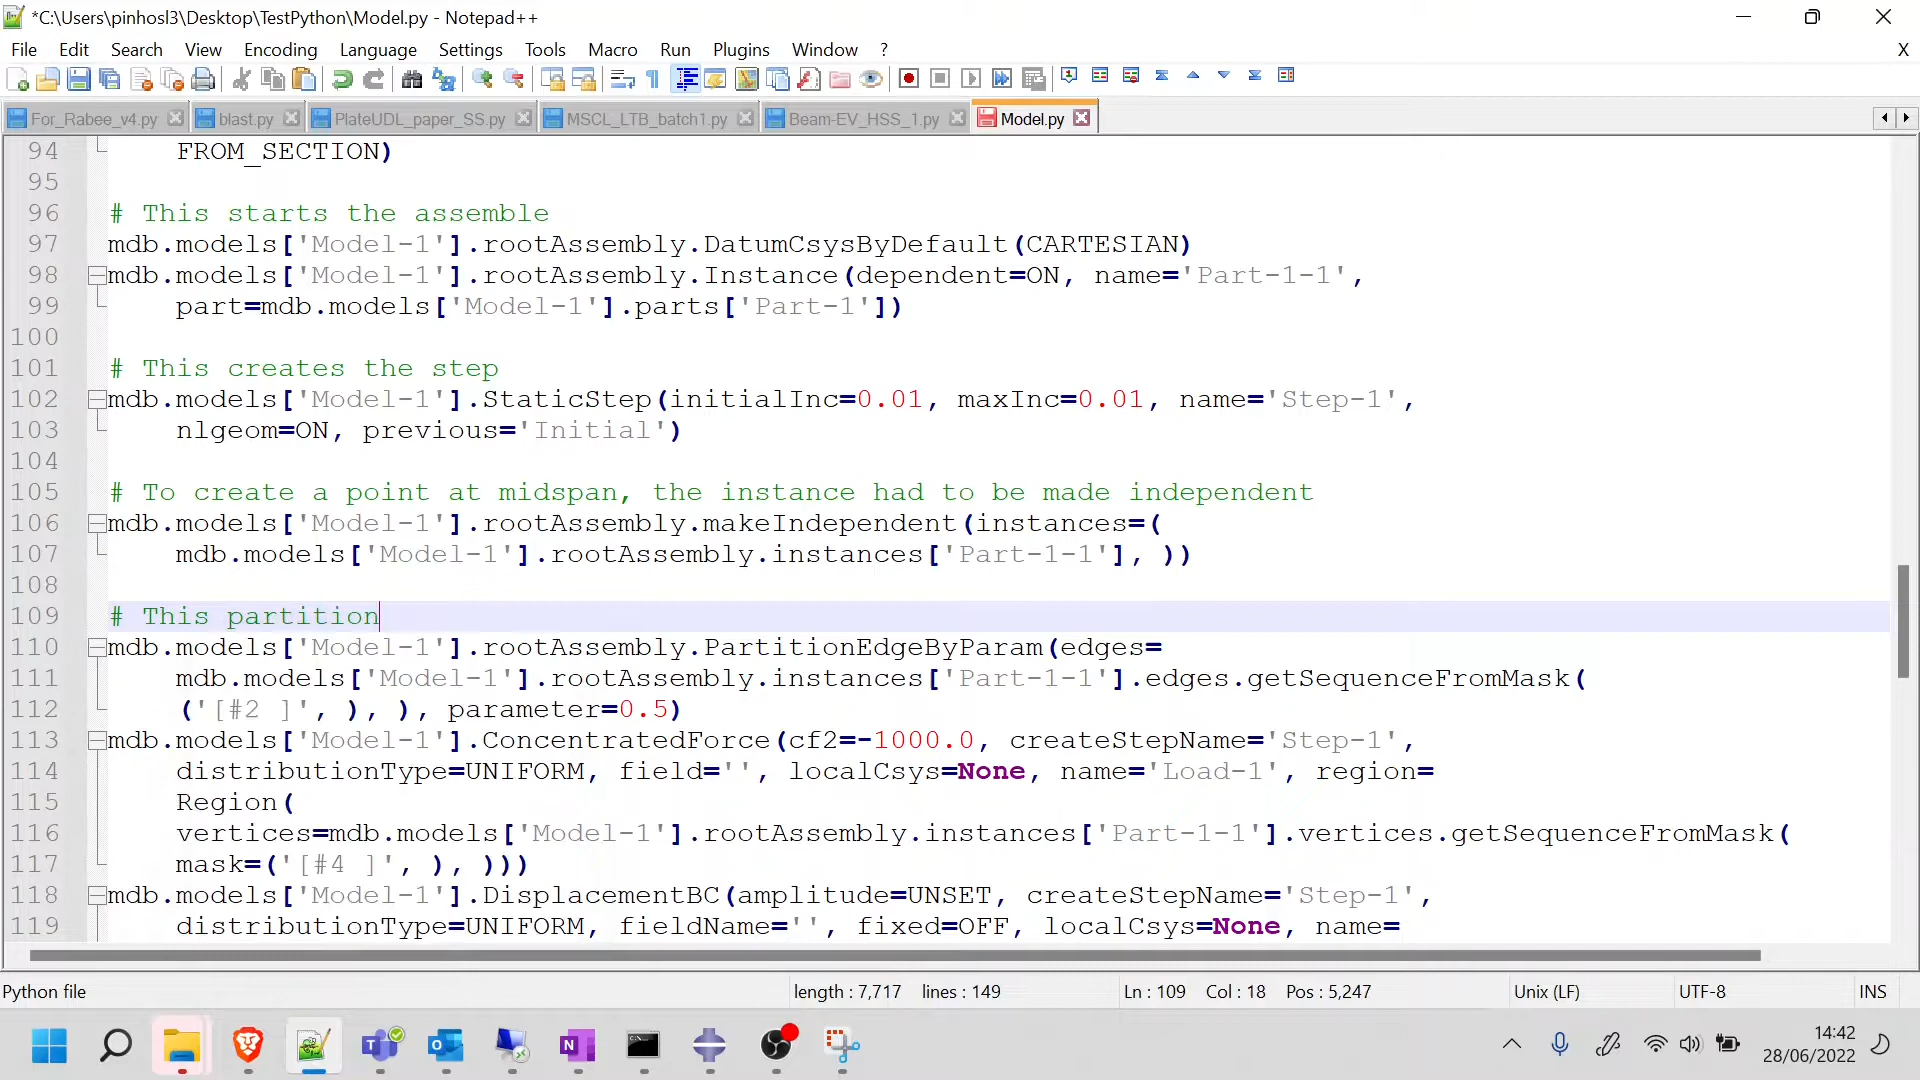 *C:\Users\pinhosl3\Desktop\TestPython\Model.py - Notepad++
File Edit Search View Encoding Language Settings Tools Macro Run Plugins Window ? X
For_Rabee_v4.py blast.py PlateUDL_paper_SS.py MSCL_LTB_batch1.py Beam-EV_HSS_1.py Model.py
94 FROM_SECTION)
95
96 # This starts the assemble
97 mdb.models['Model-1'].rootAssembly.DatumCsysByDefault(CARTESIAN)
98 mdb.models['Model-1'].rootAssembly.Instance(dependent=ON, name='Part-1-1',
99 part=mdb.models['Model-1'].parts['Part-1'])
100
101 # This creates the step
102 mdb.models['Model-1'].StaticStep(initialInc=0.01, maxInc=0.01, name='Step-1',
103 nlgeom=ON, previous='Initial')
104
105 # To create a point at midspan, the instance had to be made independent
106 mdb.models['Model-1'].rootAssembly.makeIndependent(instances=(
107 mdb.models['Model-1'].rootAssembly.instances['Part-1-1'], ))
108
109 # This partition
110 mdb.models['Model-1'].rootAssembly.PartitionEdgeByParam(edges=
111 mdb.models['Model-1'].rootAssembly.instances['Part-1-1'].edges.getSequenceFromMask(
112 ('[#2 ]', ), ), parameter=0.5)
113 mdb.models['Model-1'].ConcentratedForce(cf2=-1000.0, createStepName='Step-1',
114 distributionType=UNIFORM, field='', localCsys=None, name='Load-1', region=
115 Region(
116 vertices=mdb.models['Model-1'].rootAssembly.instances['Part-1-1'].vertices.getSequenceFromMask(
117 mask=('[#4 ]', ), )))
118 mdb.models['Model-1'].DisplacementBC(amplitude=UNSET, createStepName='Step-1',
119 distributionType=UNIFORM, fieldName='', fixed=OFF, localCsys=None, name=
Python file length : 7,717 lines : 149 Ln : 109 Col : 18 Pos : 5,247 Unix (LF) UTF-8 INS
14:42
28/06/2022